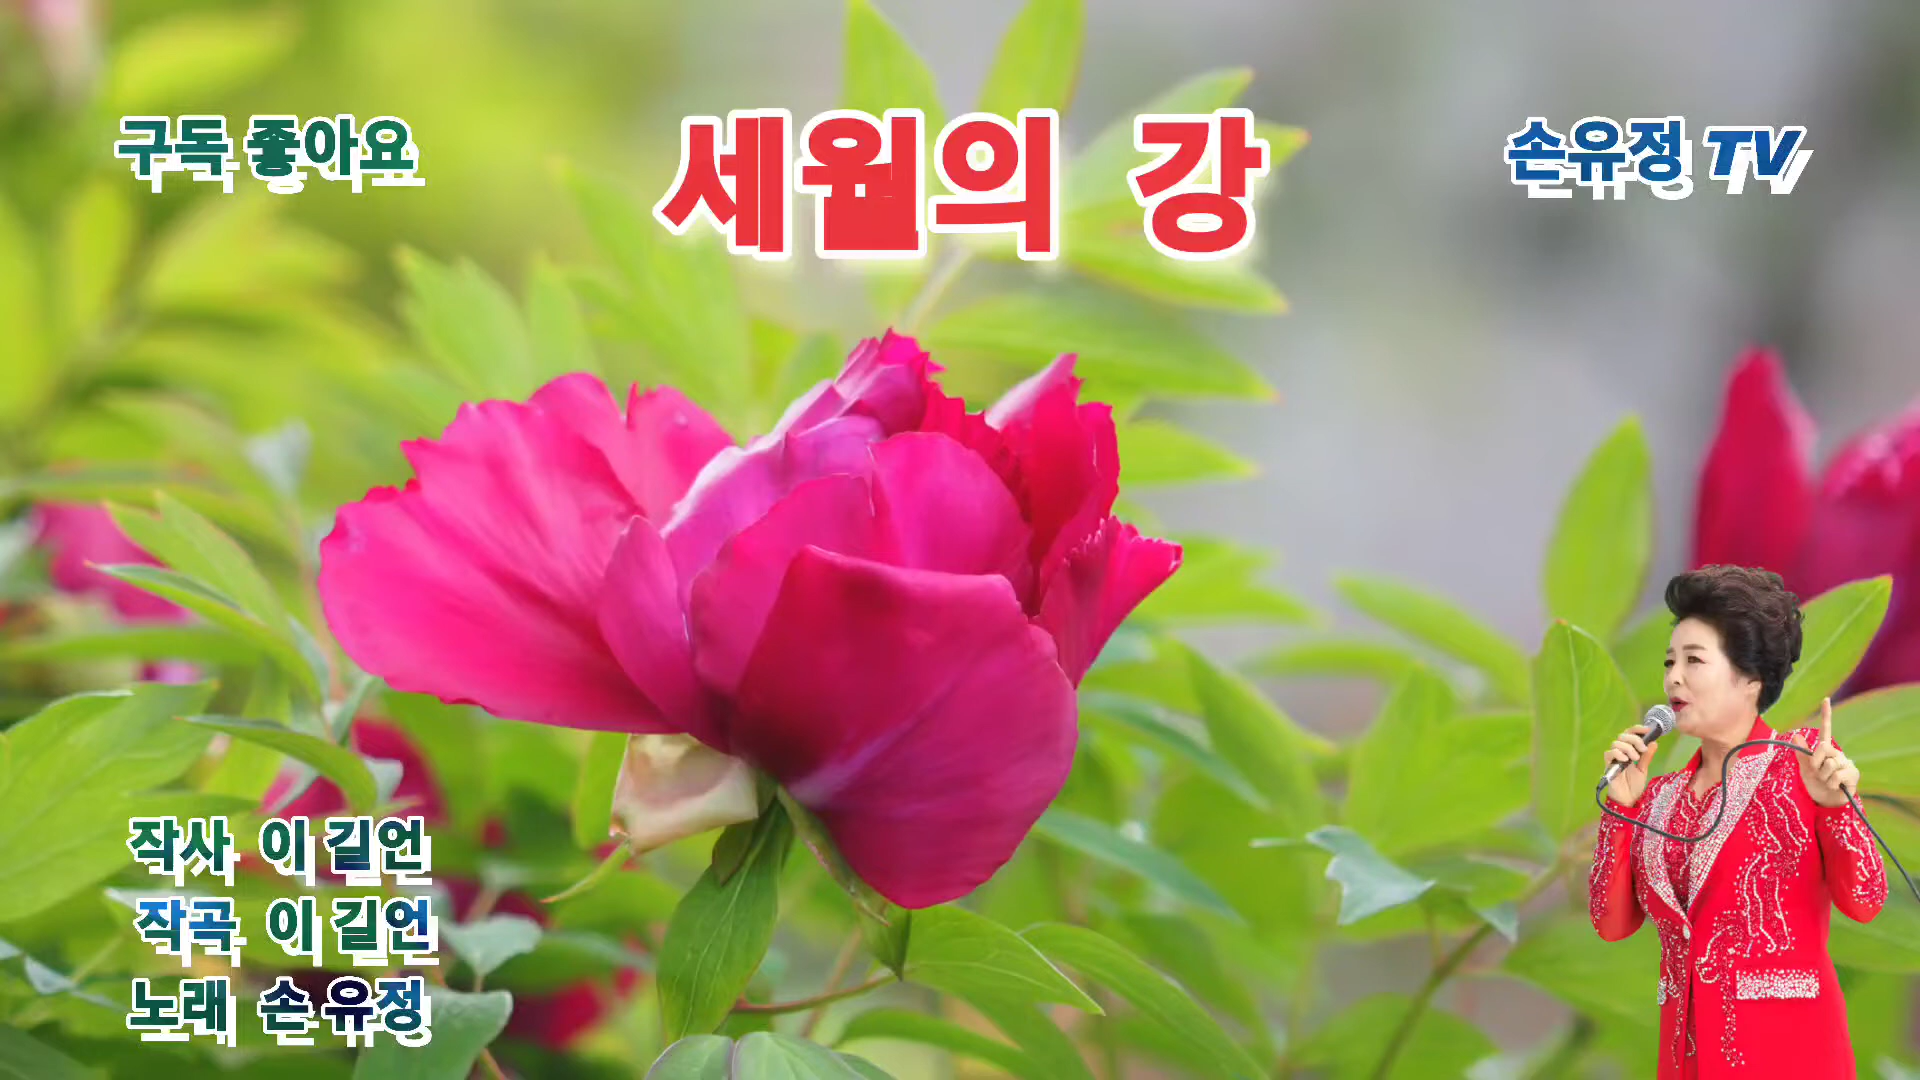 구독 좋아요
세월의 강
손유정 TV
작사 이 길언
작곡 이 길언
노래 손 유정